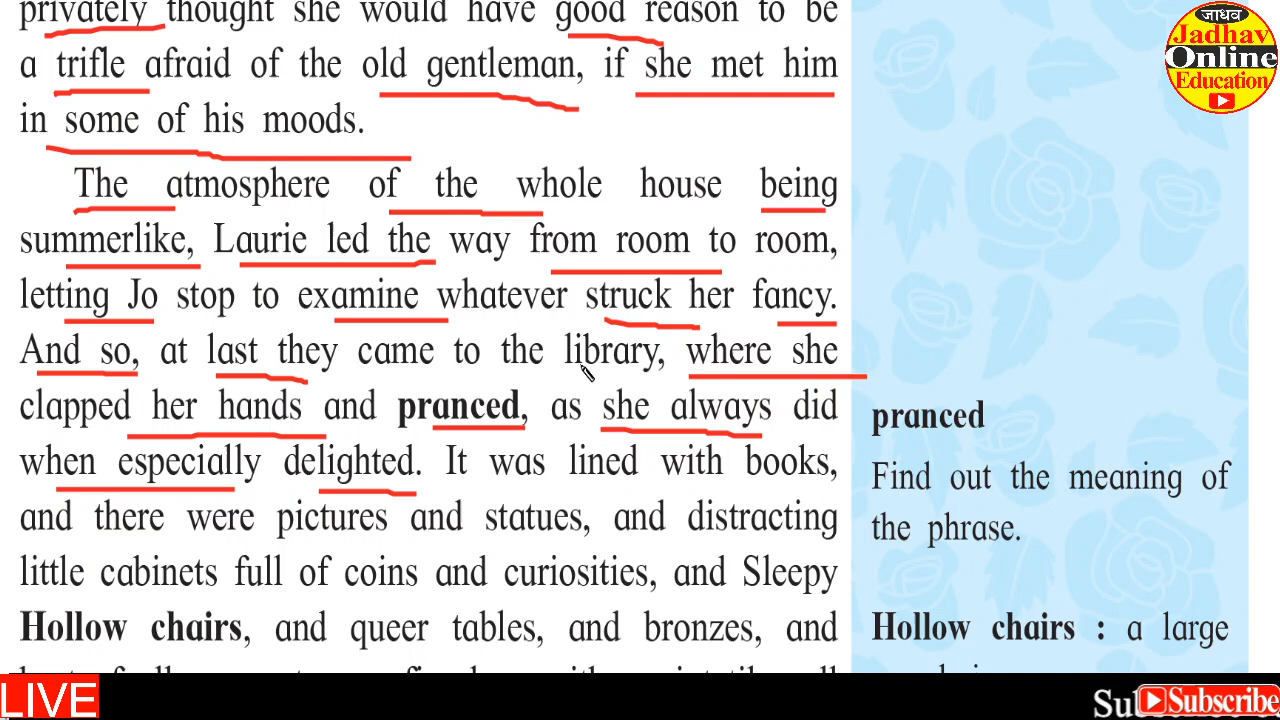 privately thought she would have good reason to be
a trifle afraid of the old gentleman, if she met him
in some of his moods.
The atmosphere of the whole house being
summerlike, Laurie led the way from room to room,
letting Jo stop to examine whatever struck her fancy.
And so, at last they came to the library, where she
clapped her hands and pranced, as she always did
when especially delighted. It was lined with books,
and there were pictures and statues, and distracting
little cabinets full of coins and curiosities, and Sleepy
Hollow chairs, and queer tables, and bronzes, and
pranced
Find out the meaning of
the phrase.
Hollow chairs : a large
जाधव
Jadhav
Online
Education
LIVE
Su
Subscribe